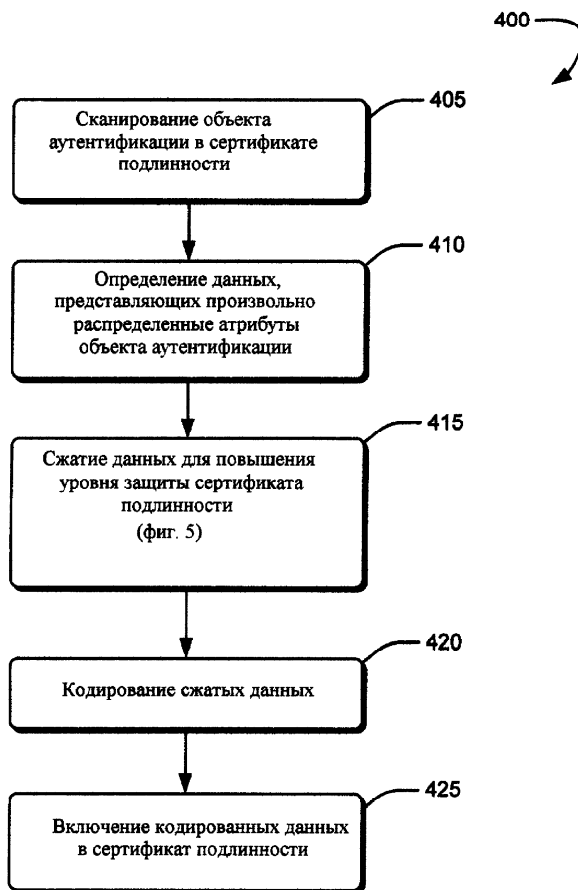 400
405
Сканирование объекта
аутентификации в сертификате
подлинности
410
Определение данных,
представляющих произвольно
распределенные атрибуты
объекта аутентификации
415
Сжатие данных для повышения
уровня защиты сертификата
подлинности
(фиг. 5)
420
Кодирование сжатых данных
425
Включение кодированных данных
в сертификат подлинности